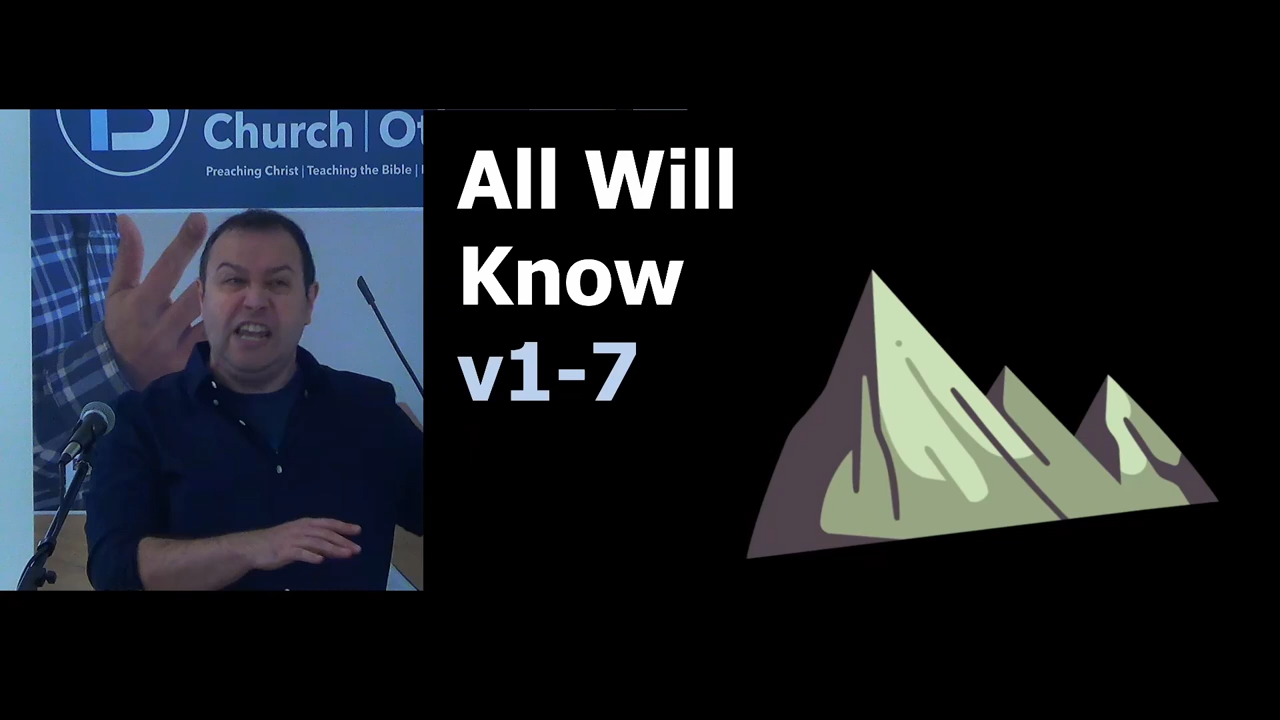 Church | Ot
Preaching Christ | Teaching the Bible |
All Will
Know
v1-7